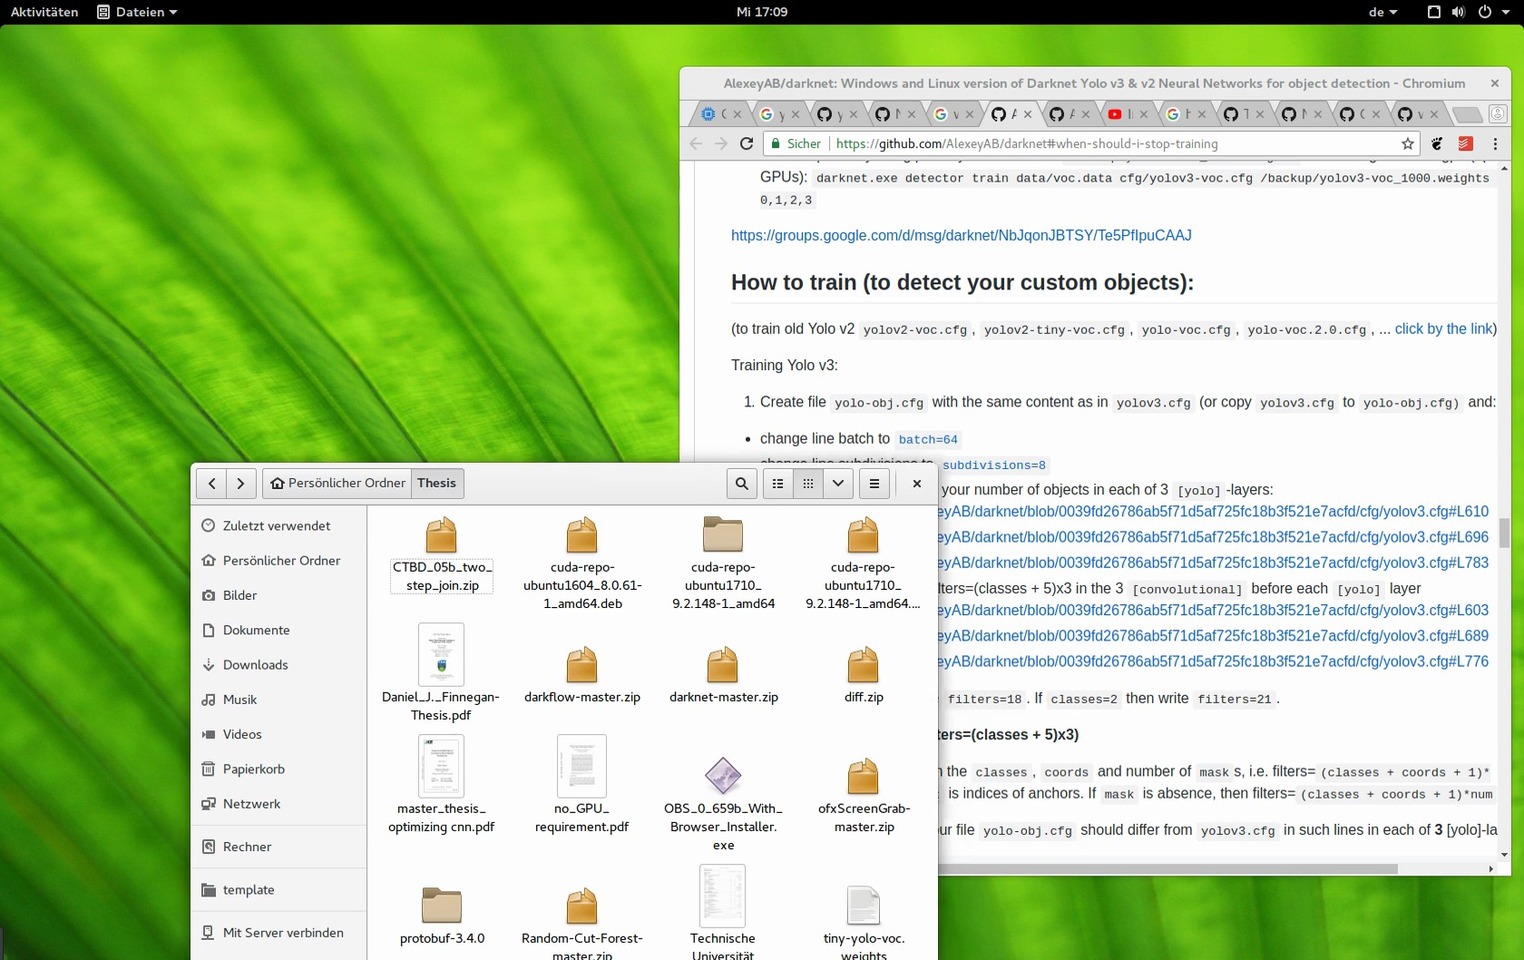 Aktivitäten
Dateien
Mi 17:09
de
AlexeyAB/darknet: Windows and Linux version of Darknet Yolo v3 & v2 Neural Networks for object detection - Chromium
Sicher
https://github.com/AlexeyAB/darknet#when-should-i-stop-training
GPUs): darknet.exe detector train data/voc.data cfg/yolov3-voc.cfg /backup/yolov3-voc_1000.weights
0,1,2,3
https://groups.google.com/d/msg/darknet/NbJqonJBTSY/Te5PfIpuCAAJ
How to train (to detect your custom objects):
(to train old Yolo v2 yolov2-voc.cfg, yolov2-tiny-voc.cfg, yolo-voc.cfg, yolo-voc.2.0.cfg, ... click by the link)
Training Yolo v3:
1. Create file yolo-obj.cfg with the same content as in yolov3.cfg (or copy yolov3.cfg to yolo-obj.cfg) and:
• change line batch to batch=64
change line subdivisions to subdivisions=8
your number of objects in each of 3 [yolo] -layers:
eyAB/darknet/blob/0039fd26786ab5f71d5af725fc18b3f521e7acfd/cfg/yolov3.cfg#L610
eyAB/darknet/blob/0039fd26786ab5f71d5af725fc18b3f521e7acfd/cfg/yolov3.cfg#L696
eyAB/darknet/blob/0039fd26786ab5f71d5af725fc18b3f521e7acfd/cfg/yolov3.cfg#L783
lters=(classes + 5)x3 in the 3 [convolutional] before each [yolo] layer
eyAB/darknet/blob/0039fd26786ab5f71d5af725fc18b3f521e7acfd/cfg/yolov3.cfg#L603
eyAB/darknet/blob/0039fd26786ab5f71d5af725fc18b3f521e7acfd/cfg/yolov3.cfg#L689
eyAB/darknet/blob/0039fd26786ab5f71d5af725fc18b3f521e7acfd/cfg/yolov3.cfg#L776
filters=18. If classes=2 then write filters=21.
ters=(classes + 5)x3)
n the classes, coords and number of mask s, i.e. filters=(classes + coords + 1)*
is indices of anchors. If mask is absence, then filters=(classes + coords + 1)*num
ur file yolo-obj.cfg should differ from yolov3.cfg in such lines in each of 3 [yolo]-la
Persönlicher Ordner
Thesis
Zuletzt verwendet
Persönlicher Ordner
Bilder
Dokumente
Downloads
Musik
Videos
Papierkorb
Netzwerk
Rechner
template
Mit Server verbinden
CTBD_05b_two_
step_join.zip
cuda-repo-
ubuntu1604_8.0.61-
1_amd64.deb
cuda-repo-
ubuntu1710_
9.2.148-1_amd64
cuda-repo-
ubuntu1710_
9.2.148-1_amd64....
Daniel_J._Finnegan-
Thesis.pdf
darkflow-master.zip
darknet-master.zip
diff.zip
master_thesis_
optimizing cnn.pdf
no_GPU_
requirement.pdf
OBS_0_659b_With_
Browser_Installer.
exe
ofxScreenGrab-
master.zip
protobuf-3.4.0
Random-Cut-Forest-
master.zip
Technische
Universität
tiny-yolo-voc.
weights